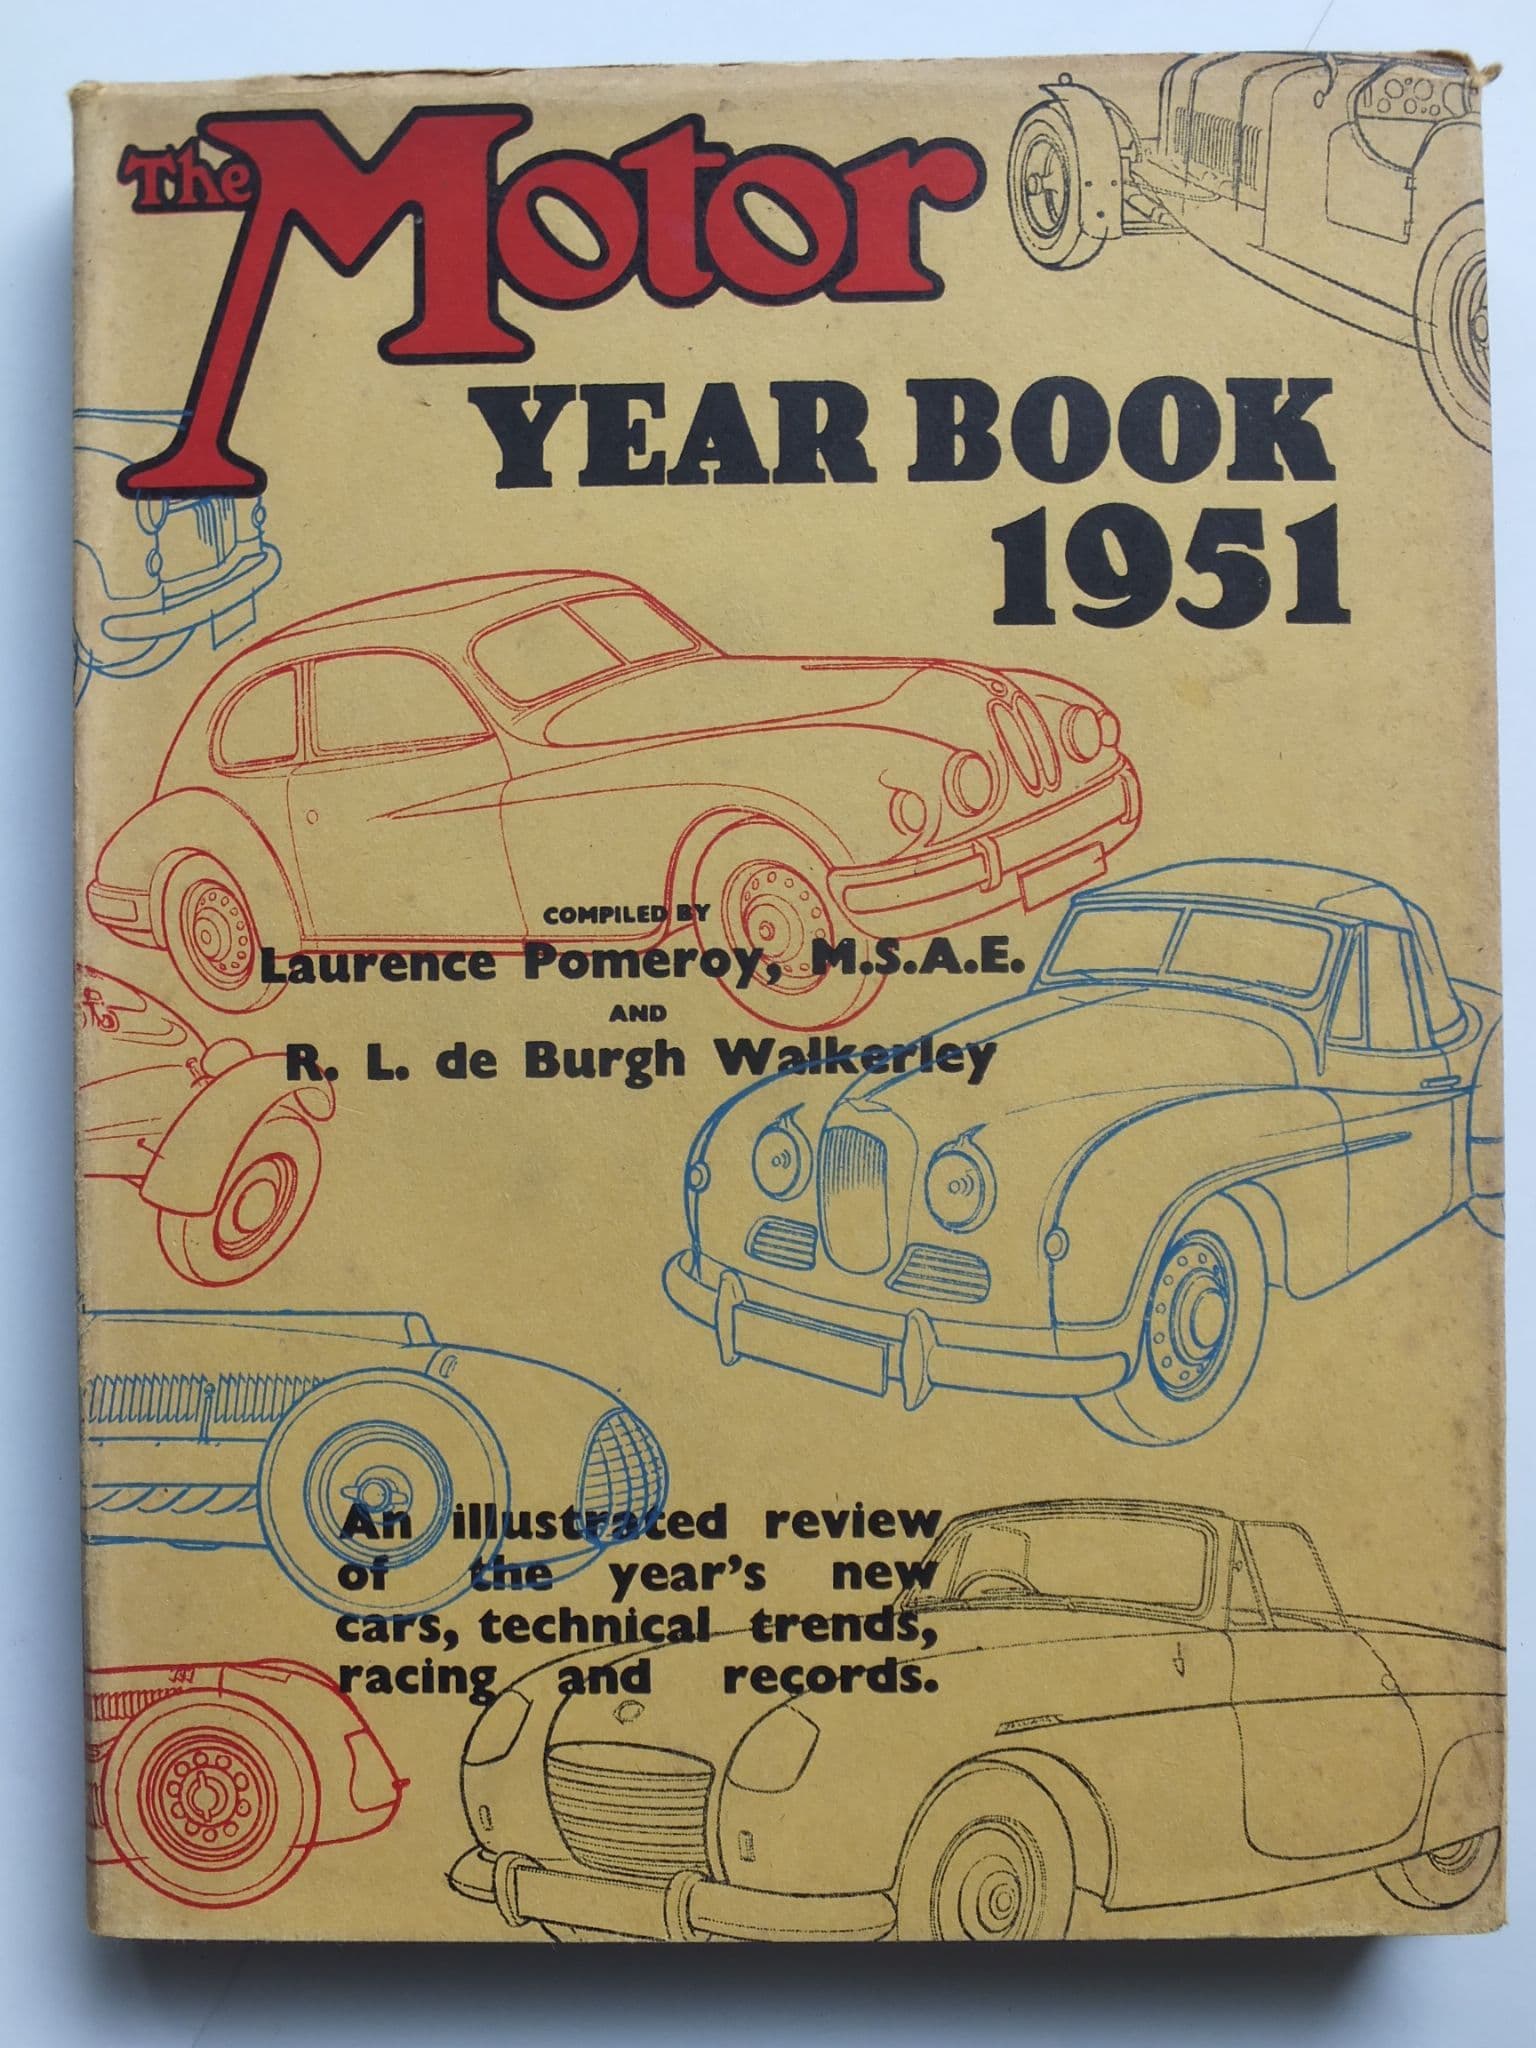 The Motor
YEAR BOOK
1951
COMPILED BY
Laurence Pomeroy, M.S.A.E.
AND
R. L. de Burgh Walkerley
An illustrated review
of the year's new
cars, technical trends,
racing and records.